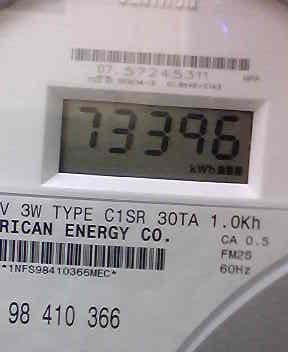 07.57245311
73396
kWh
V 3W TYPE C1SR 30TA 1.0Kh
RICAN ENERGY CO.
CA 0.5
FM2S
*1NFS98410366MEC*
60Hz
98 410 366